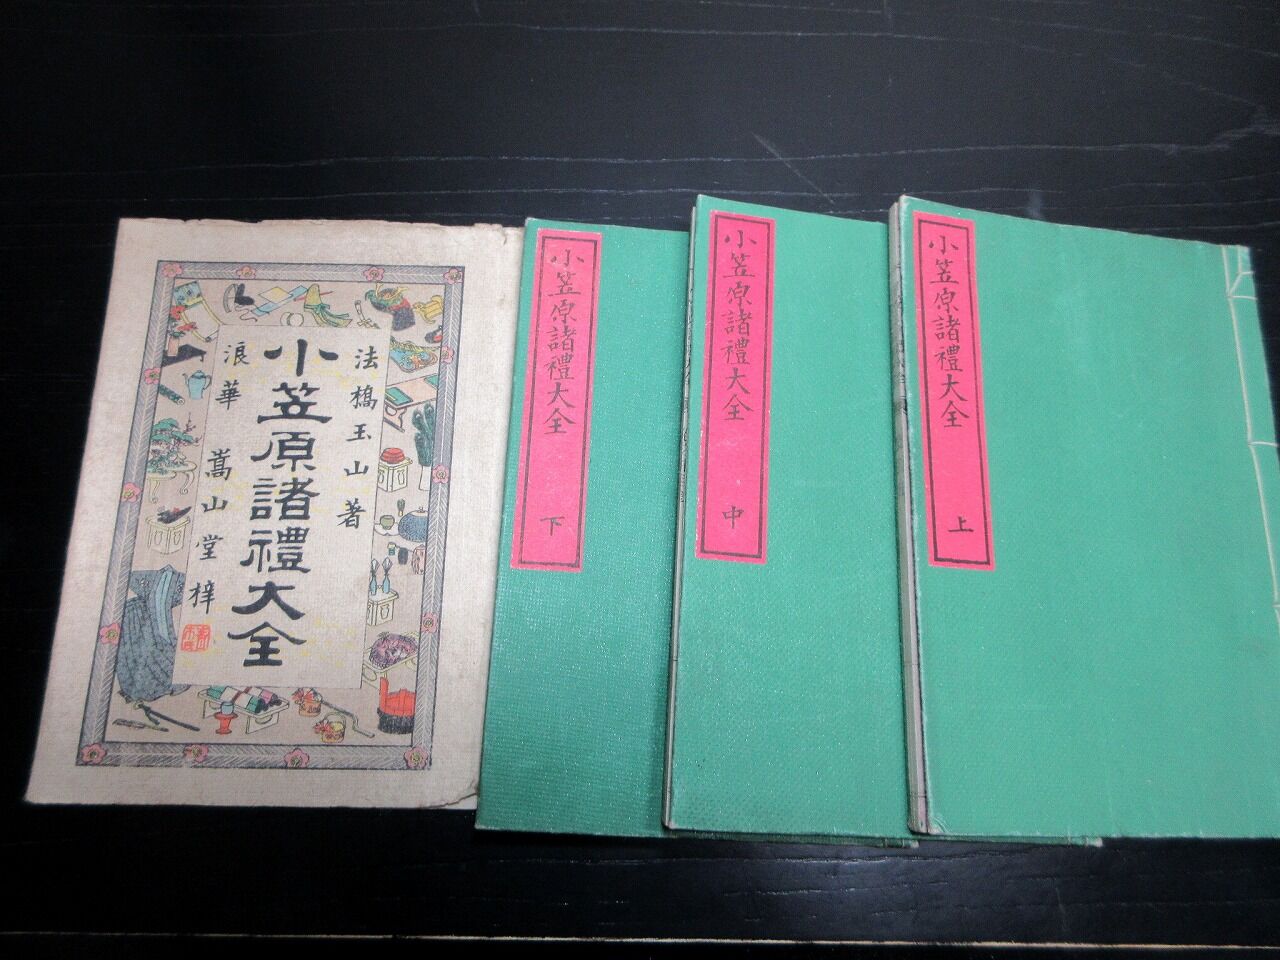 法橋玉山著
小笠原諸禮大全
浪華 嵩山堂梓
小笠原諸禮大全 下
小笠原諸禮大全 中
小笠原諸禮大全 上